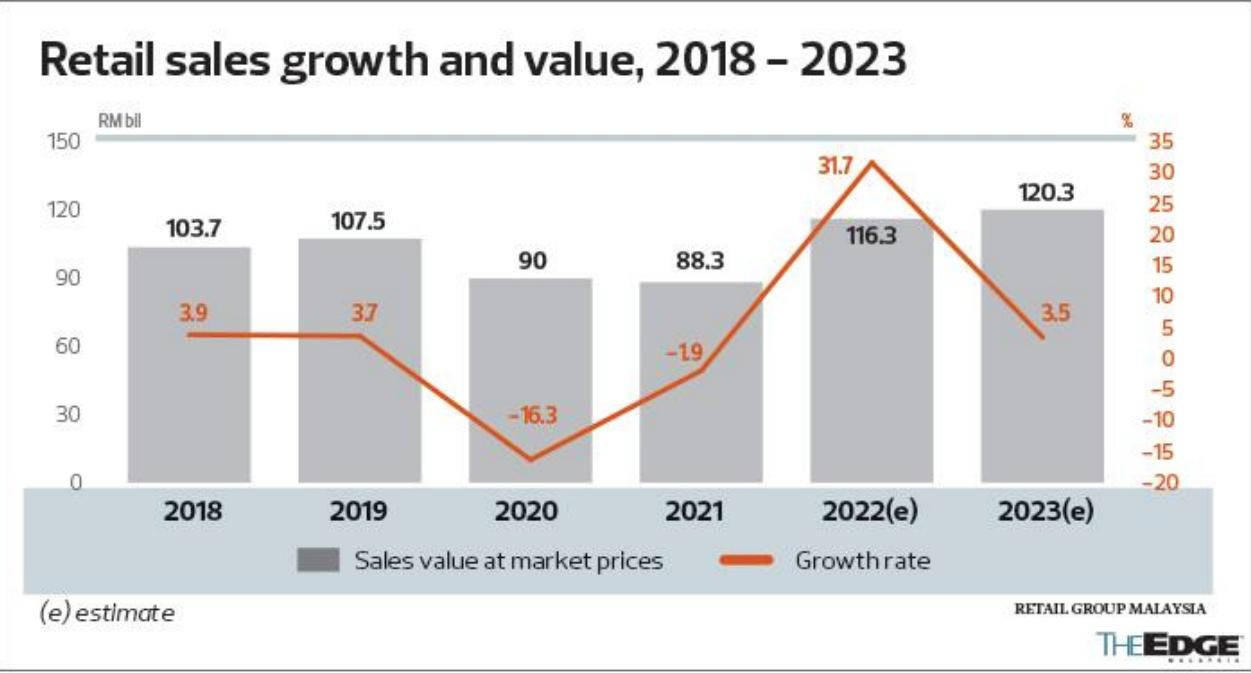 Retail sales growth and value, 2018 – 2023
RM bil %
150 35
30
120 25
20
90 15
10
60 5
0
30 −5
−10
−15
0 −20
103.7 107.5 90 88.3 116.3 120.3
3.9 3.7 −16.3 −1.9 31.7 3.5
2018 2019 2020 2021 2022(e) 2023(e)
Sales value at market prices Growth rate
(e) estimate
RETAIL GROUP MALAYSIA
THE EDGE
MALAYSIA